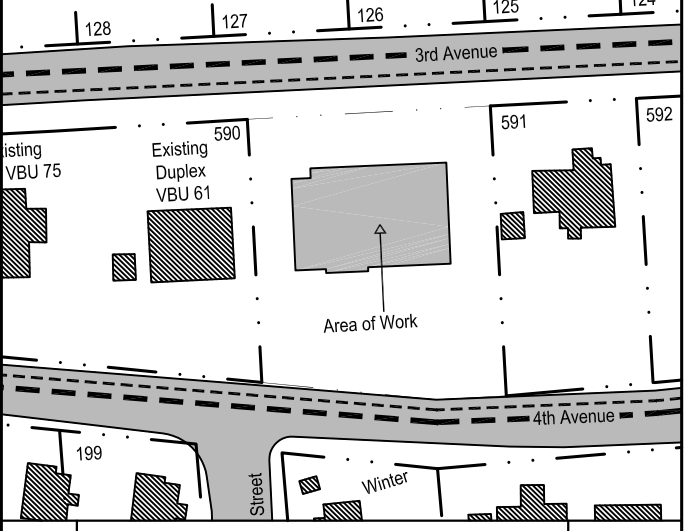 128
127
126
125
124
3rd Avenue
590
591
592
isting
VBU 75
Existing
Duplex
VBU 61
Area of Work
4th Avenue
199
Street
Winter